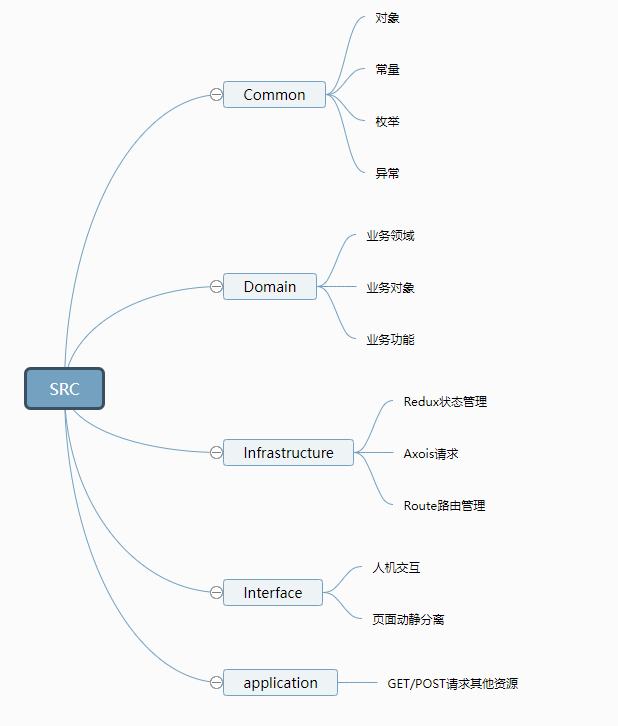 对象
常量
Common
枚举
异常
业务领域
Domain
业务对象
业务功能
SRC
Redux状态管理
Infrastructure
Axois请求
Route路由管理
人机交互
Interface
页面动静分离
application
GET/POST请求其他资源